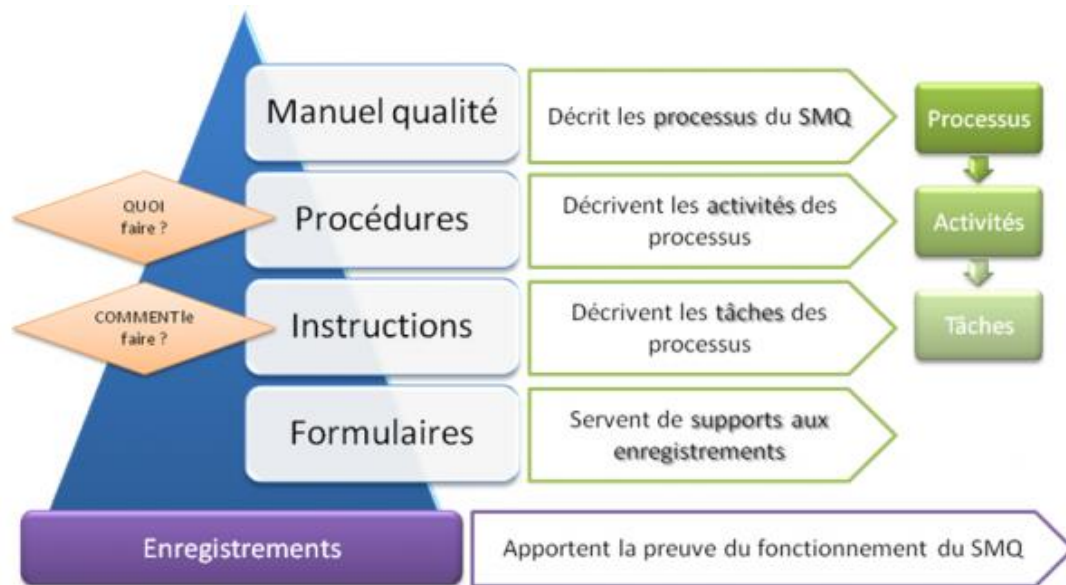 Manuel qualité
Décrit les processus du SMQ
Processus
QUOI
faire ?
Procédures
Décrivent les activités des
processus
Activités
COMMENT le
faire ?
Instructions
Décrivent les tâches des
processus
Tâches
Formulaires
Servent de supports aux
enregistrements
Enregistrements
Apportent la preuve du fonctionnement du SMQ